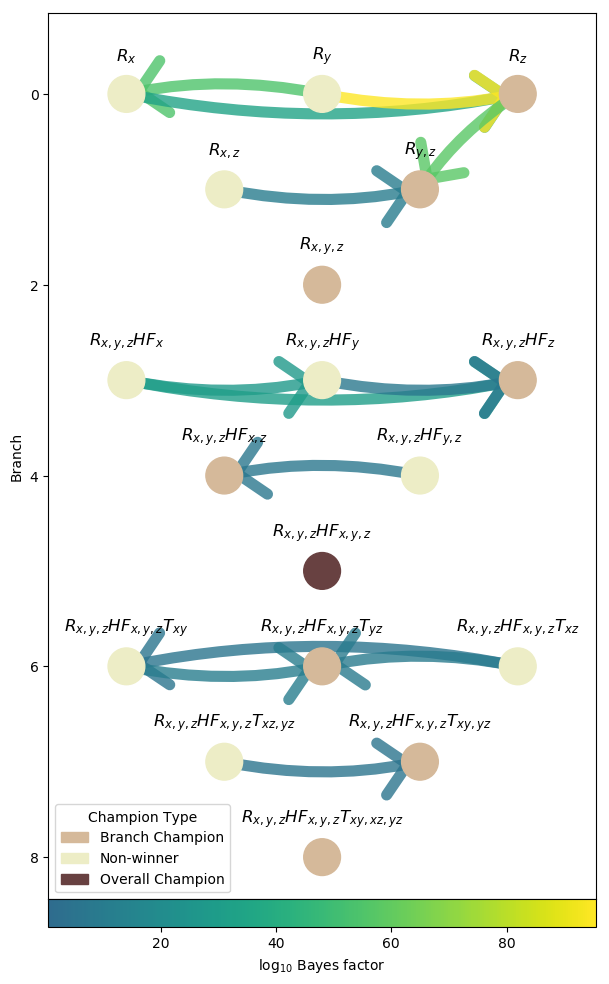 R_x R_y R_z
0
R_{x,z} R_{y,z}
R_{x,y,z}
2
R_{x,y,z}HF_x R_{x,y,z}HF_y R_{x,y,z}HF_z
R_{x,y,z}HF_{x,z} R_{x,y,z}HF_{y,z}
Branch
4
R_{x,y,z}HF_{x,y,z}
R_{x,y,z}HF_{x,y,z}T_{xy} R_{x,y,z}HF_{x,y,z}T_{yz} R_{x,y,z}HF_{x,y,z}T_{xz}
6
R_{x,y,z}HF_{x,y,z}T_{xz,yz} R_{x,y,z}HF_{x,y,z}T_{xy,yz}
R_{x,y,z}HF_{x,y,z}T_{xy,xz,yz}
Champion Type
Branch Champion
Non-winner
Overall Champion
8
20 40 60 80
log_{10} Bayes factor